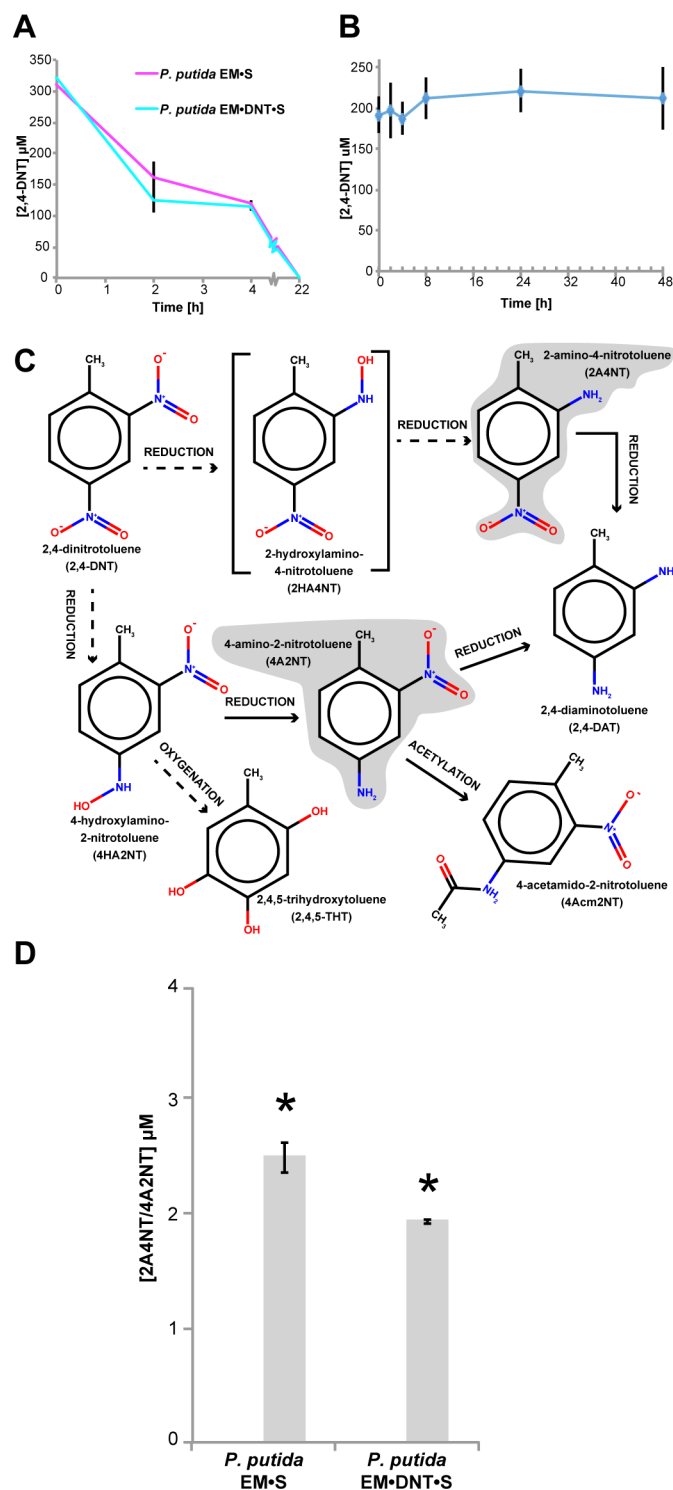 A
P. putida EM•S
P. putida EM•DNT•S
[2,4-DNT] µM
350
300
250
200
150
100
50
0
0
1
2
3
4
22
Time [h]
B
[2,4-DNT] uM
250
200
150
100
50
0
0
8
16
24
32
40
48
Time [h]
C
CH3
O-
N+
O
O-
N+
O
2,4-dinitrotoluene
(2,4-DNT)
REDUCTION
CH3
OH
NH
O-
N+
O
2-hydroxylamino-
4-nitrotoluene
(2HA4NT)
REDUCTION
2-amino-4-nitrotoluene
(2A4NT)
CH3
NH2
O-
N+
O
REDUCTION
CH3
NH
NH2
2,4-diaminotoluene
(2,4-DAT)
REDUCTION
CH3
O-
N+
O
NH
HO
4-hydroxylamino-
2-nitrotoluene
(4HA2NT)
REDUCTION
4-amino-2-nitrotoluene
(4A2NT)
CH3
O-
N+
O
NH2
REDUCTION
OXYGENATION
CH3
OH
HO
OH
2,4,5-trihydroxytoluene
(2,4,5-THT)
ACETYLATION
CH3
O-
N+
O
O
NH2
CH3
4-acetamido-2-nitrotoluene
(4Acm2NT)
D
[2A4NT/4A2NT] µM
4
3
2
1
0
*
*
P. putida
EM•S
P. putida
EM•DNT•S